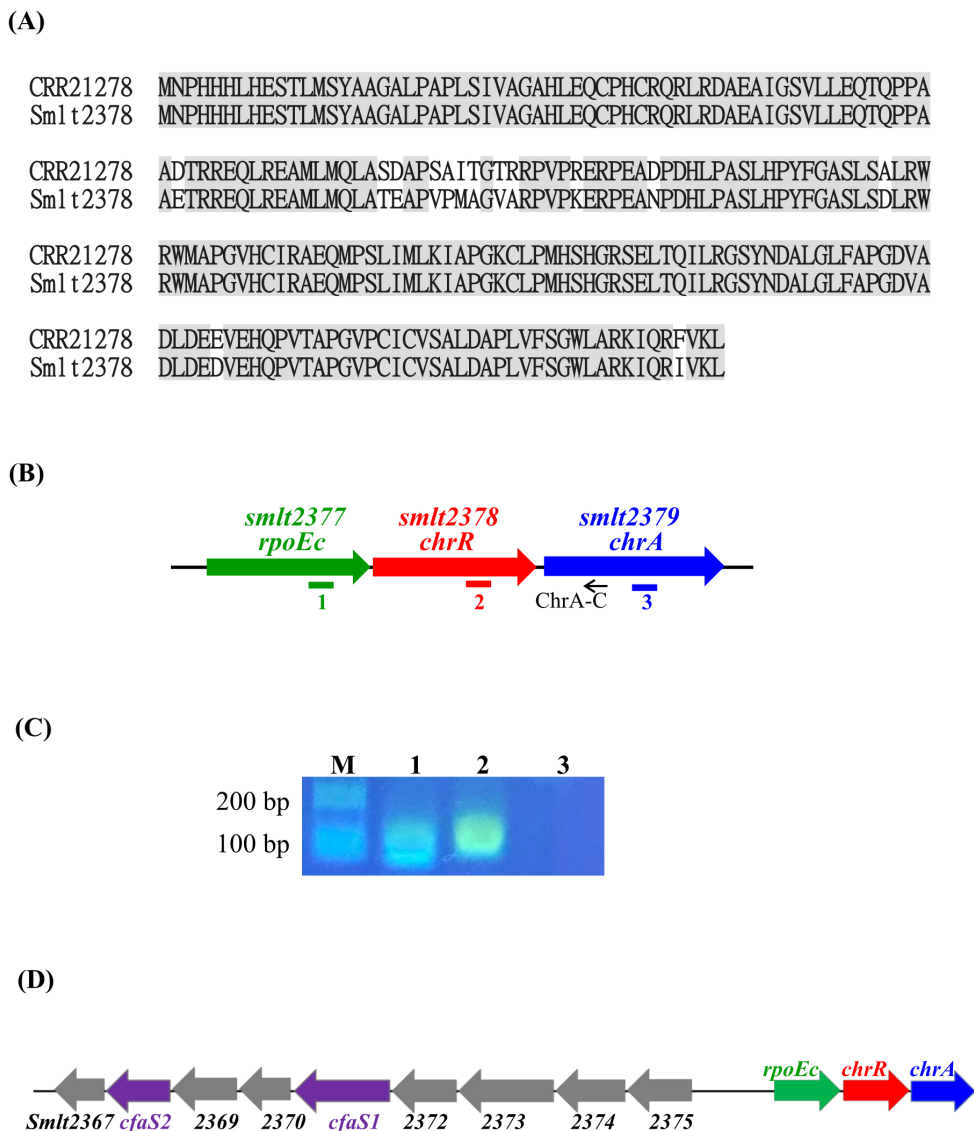 (A)
CRR21278 MNPHHHLHESTLMSYAAGALPAPLSIVAGAHLEQCPHCRQRLRDAEAIGSVLLEQTQPPA
Smlt2378 MNPHHHLHESTLMSYAAGALPAPLSIVAGAHLEQCPHCRQRLRDAEAIGSVLLEQTQPPA
CRR21278 ADTRREQLREAMLMQLASDAPSAITGTRRPVPRERPEADPDHLPASLHPYFGASLSALRW
Smlt2378 AETRREQLREAMLMQLATEAPVPMAGVARPVPKERPEANPDHLPASLHPYFGASLSDLRW
CRR21278 RWMAPGVHCIRAEQMPSLIMLKIAPGKCLPMHSHGRSELTQILRGSYNDALGLFAPGDVA
Smlt2378 RWMAPGVHCIRAEQMPSLIMLKIAPGKCLPMHSHGRSELTQILRGSYNDALGLFAPGDVA
CRR21278 DLDEEVEHQPVTAPGVPCICVSALDAPLVFSGWLARKIQRFVKL
Smlt2378 DLDEDVEHQPVTAPGVPCICVSALDAPLVFSGWLARKIQRIVKL
(B)
smlt2377 smlt2378 smlt2379
rpoEc chrR chrA
1 2 ChrA-C 3
(C)
M 1 2 3
200 bp
100 bp
(D)
rpoEc chrR chrA
Smlt2367 cfaS2 2369 2370 cfaS1 2372 2373 2374 2375